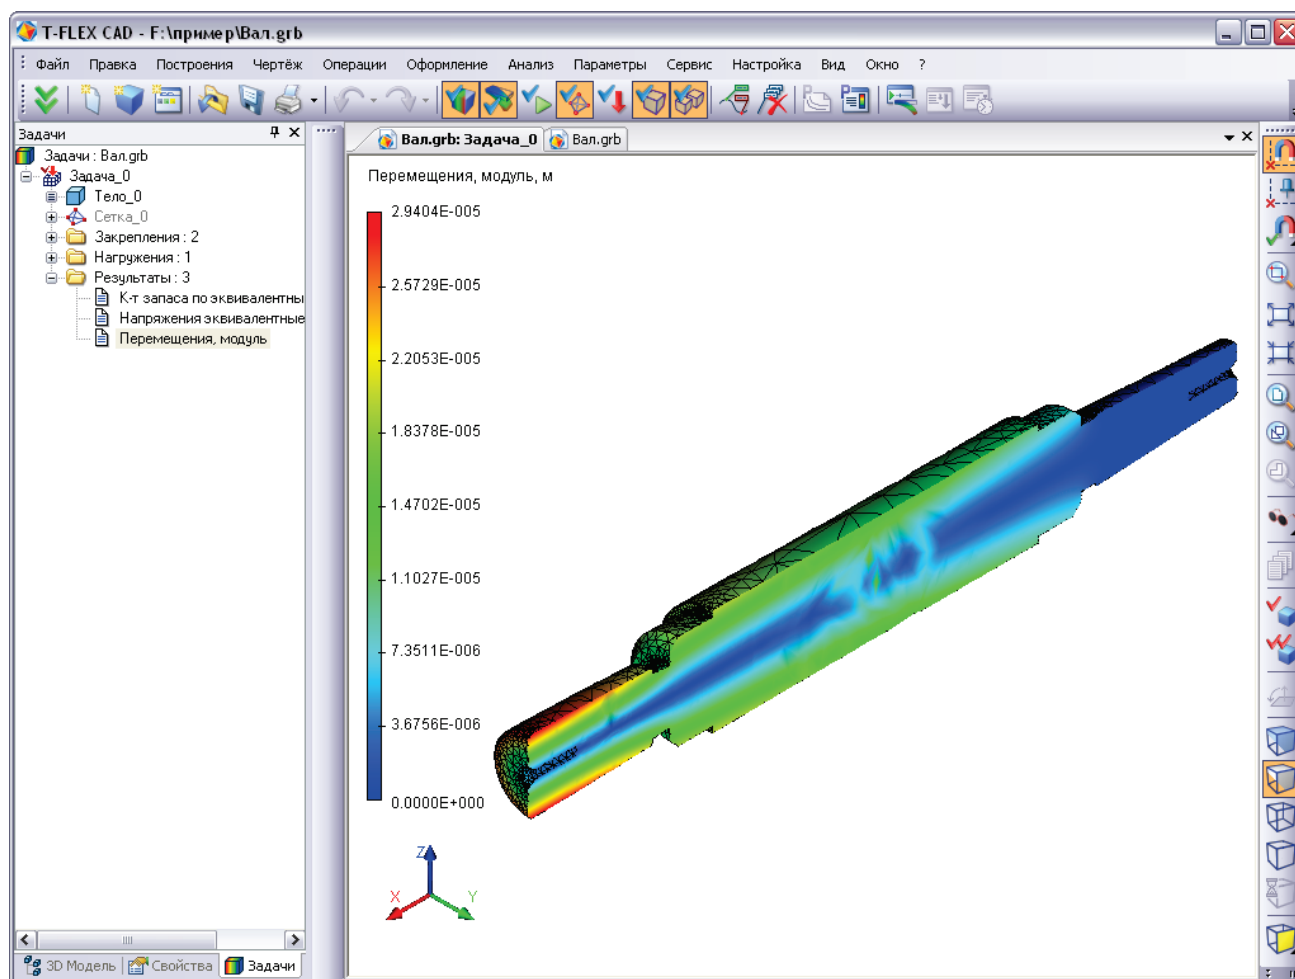 T-FLEX CAD - F:\пример\Вал.grb
Файл Правка Построения Чертёж Операции Оформление Анализ Параметры Сервис Настройка Вид Окно ?
Задачи
Задачи : Вал.grb
Задача_0
Тело_0
Сетка_0
Закрепления : 2
Нагружения : 1
Результаты : 3
К-т запаса по эквивалентны
Напряжения эквивалентные
Перемещения, модуль
3D Модель Свойства Задачи
Вал.grb: Задача_0 Вал.grb
Перемещения, модуль, м
2.9404E-005
2.5729E-005
2.2053E-005
1.8378E-005
1.4702E-005
1.1027E-005
7.3511E-006
3.6756E-006
0.0000E+000
Z
X Y